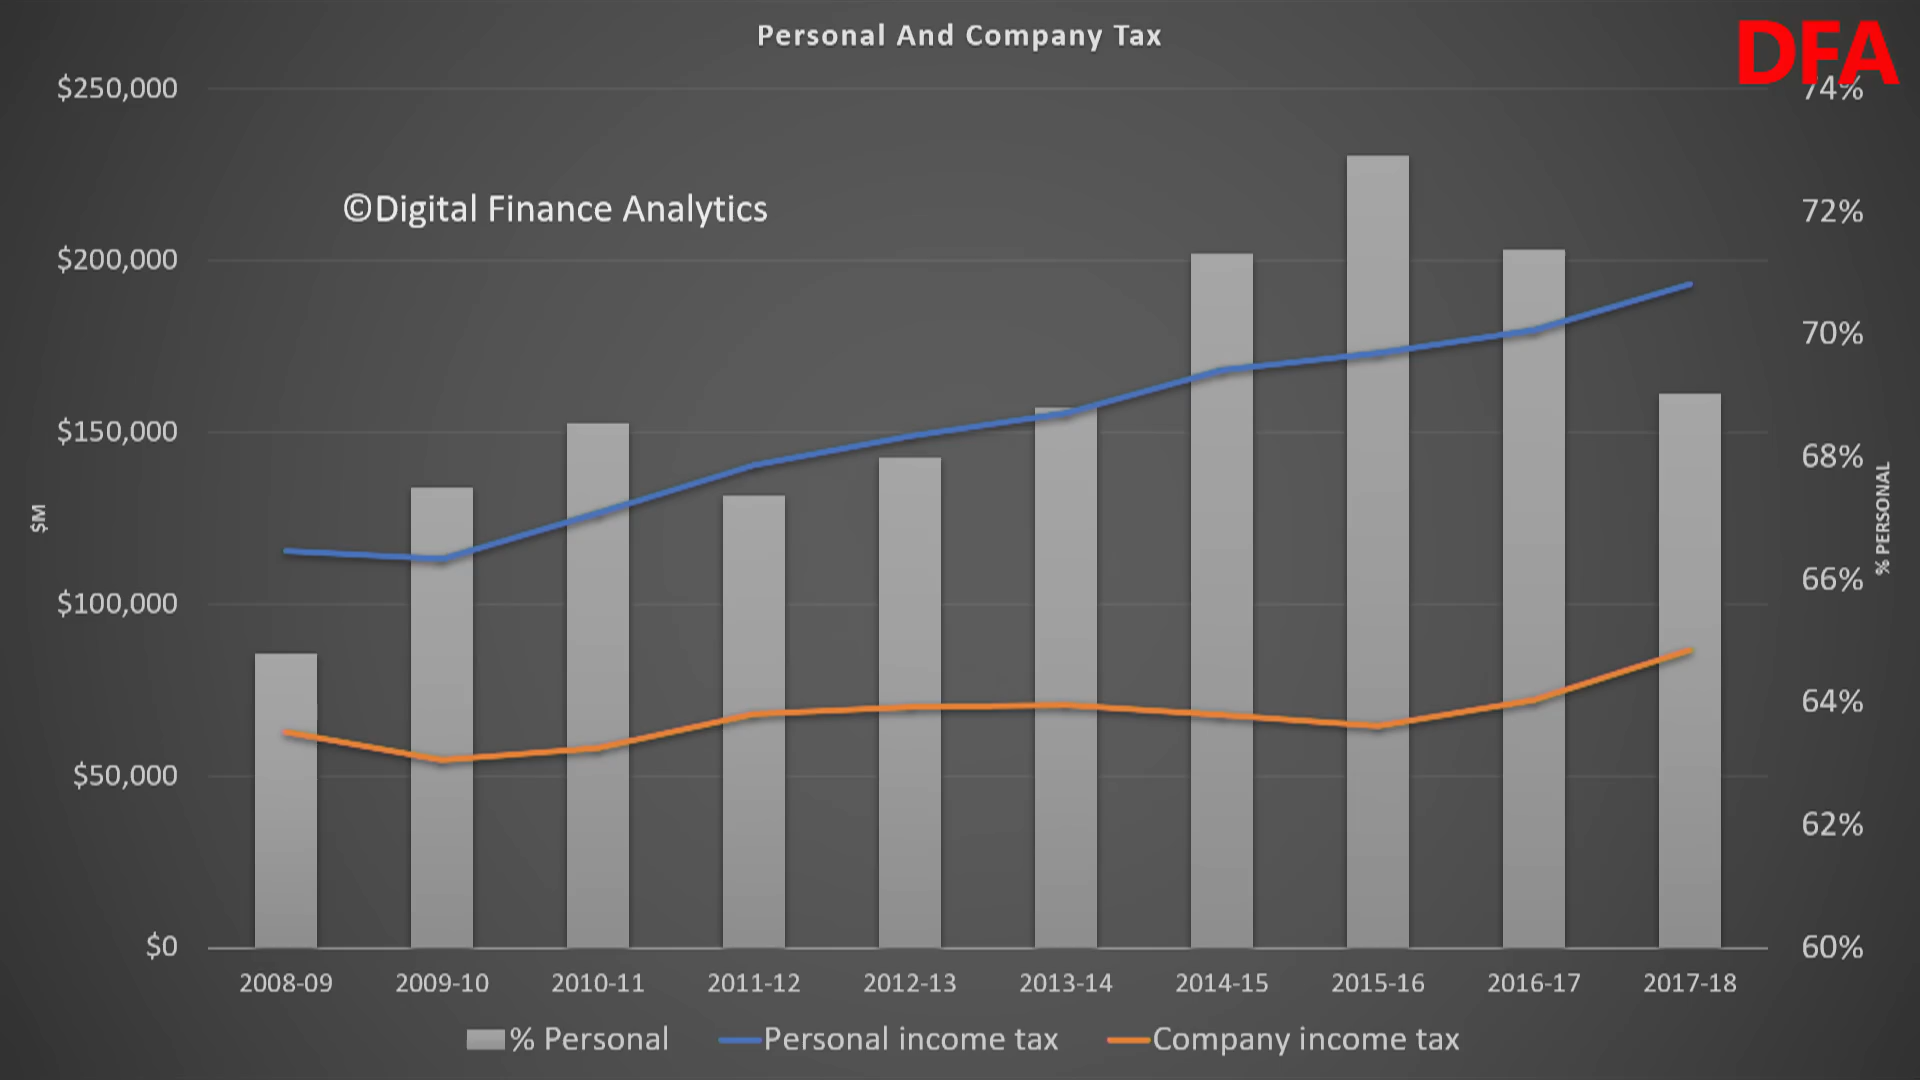 Personal And Company Tax
DFA
$250,000
74%
©Digital Finance Analytics
72%
$200,000
70%
$150,000
68%
$M
% PERSONAL
66%
$100,000
64%
$50,000
62%
$0
60%
2008-09 2009-10 2010-11 2011-12 2012-13 2013-14 2014-15 2015-16 2016-17 2017-18
% Personal Personal income tax Company income tax